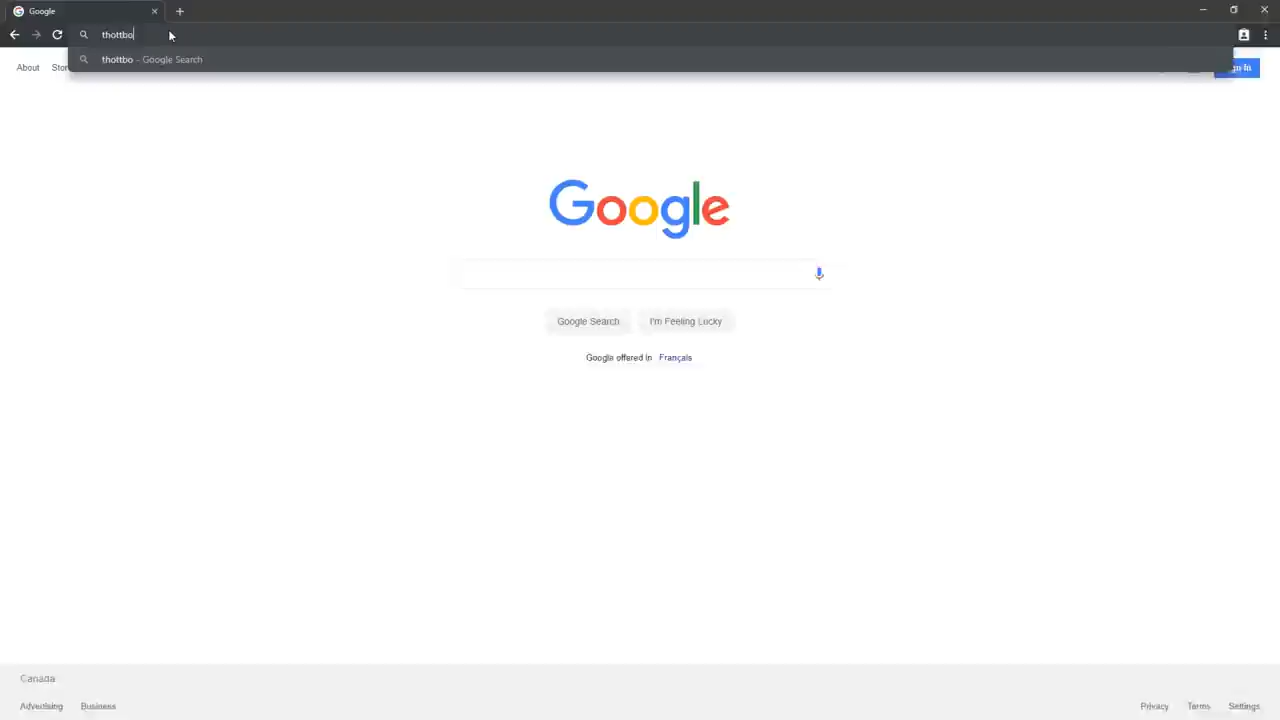 Google
thottbo
thottbo - Google Search
About
Google
Google Search
I'm Feeling Lucky
Google offered in Français
Canada
Advertising Business
Privacy Terms Settings